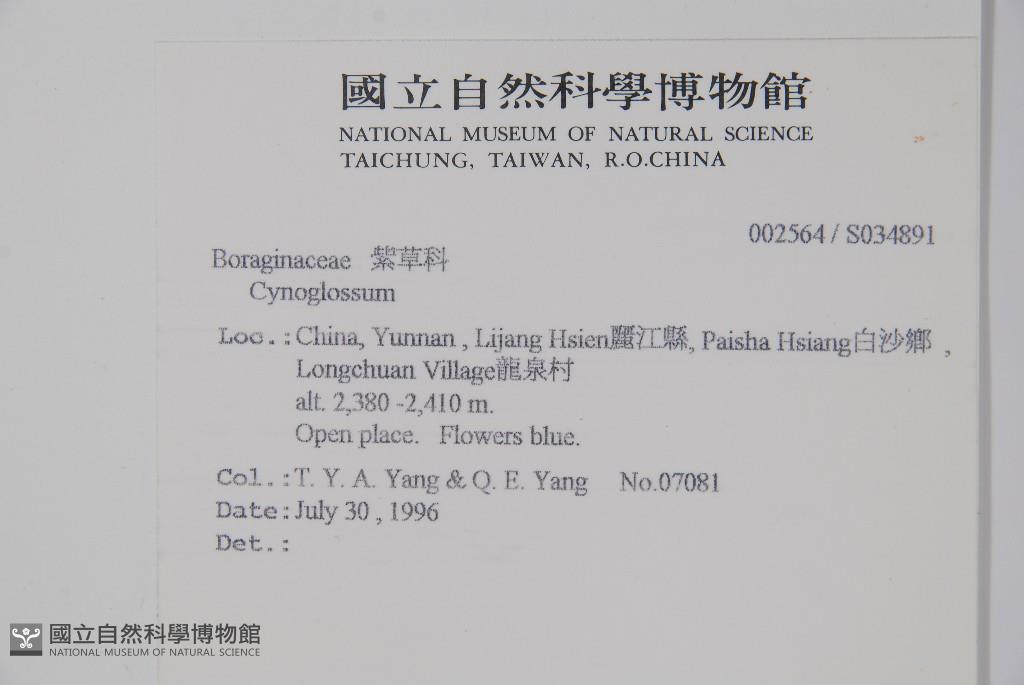 國立自然科學博物館
NATIONAL MUSEUM OF NATURAL SCIENCE
TAICHUNG, TAIWAN, R.O.CHINA
002564 / S034891
Boraginaceae 紫草科
Cynoglossum
Loc.:China, Yunnan , Lijang Hsien麗江縣, Paisha Hsiang白沙鄉 ,
Longchuan Village龍泉村
alt. 2,380 -2,410 m.
Open place. Flowers blue.
Col.:T. Y. A. Yang & Q. E. Yang No.07081
Date:July 30 , 1996
Det.:
國立自然科學博物館
NATIONAL MUSEUM OF NATURAL SCIENCE